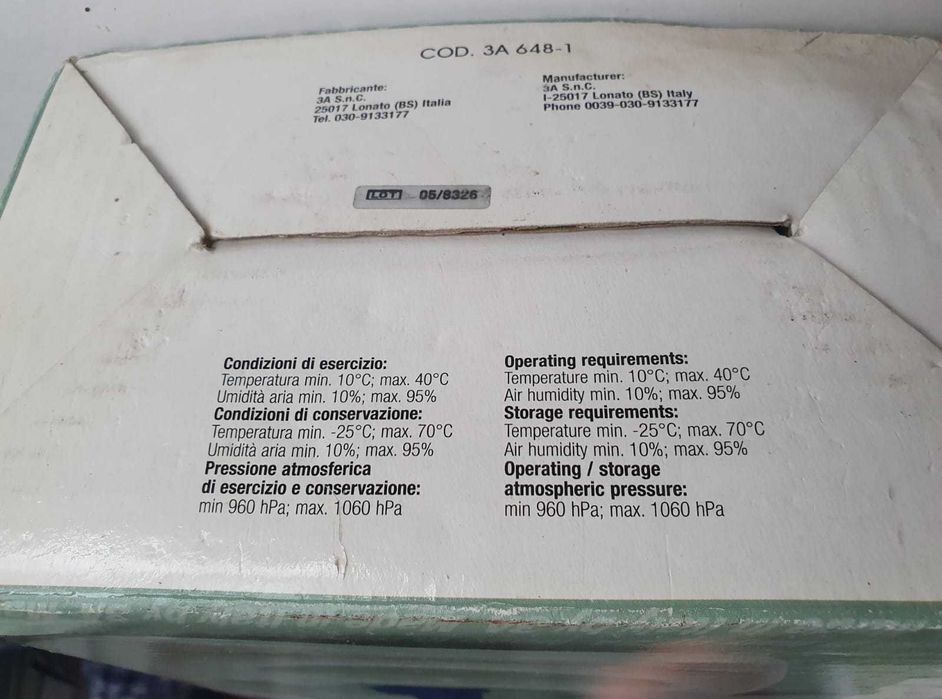 COD. 3A 648-1
Fabbricante:
3A S.n.C.
25017 Lonato (BS) Italia
Tel. 030-9133177
Manufacturer:
3A S.n.C.
I-25017 Lonato (BS) Italy
Phone 0039-030-9133177
LOT 05/8326
Condizioni di esercizio:
Temperatura min. 10°C; max. 40°C
Umidità aria min. 10%; max. 95%
Condizioni di conservazione:
Temperatura min. -25°C; max. 70°C
Umidità aria min. 10%; max. 95%
Pressione atmosferica
di esercizio e conservazione:
min 960 hPa; max. 1060 hPa
Operating requirements:
Temperature min. 10°C; max. 40°C
Air humidity min. 10%; max. 95%
Storage requirements:
Temperature min. -25°C; max. 70°C
Air humidity min. 10%; max. 95%
Operating / storage
atmospheric pressure:
min 960 hPa; max. 1060 hPa